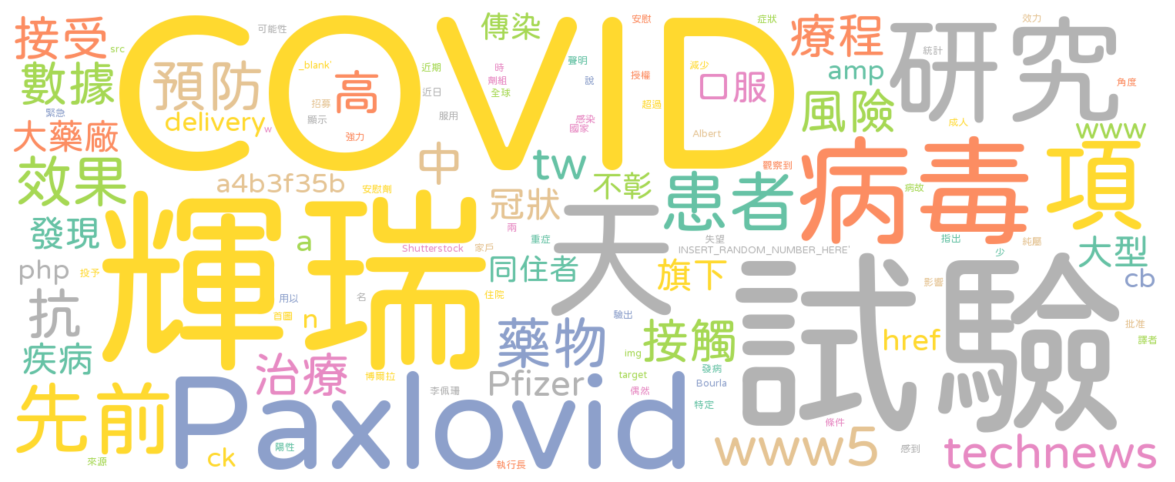 COVID
輝瑞
試驗
Paxlovid
天
研究
病毒
項
先前
接受
數據
大藥廠
效果
發現
預防
高
delivery
a4b3f35b
中
傳染
口服
療程
amp
風險
www
tw
不彰
患者
冠狀
同住者
旗下
大型
cb
php
抗
疾病
治療
a
n
藥物
Pfizer
接觸
href
www5
technews
ck
src
緊急
_blank`
招募
顯示
強力
w
可能性
近期
近日
服用
時
劑組
全球
聲明
說
感染
國家
安慰
授權
減少
症狀
超過
Albert
統計
效力
成人
角度
觀察到
病故
安慰劑
Shutterstock
家戶
兩
重症
住院
失望
INSERT_RANDOM_NUMBER_HERE`
指出
純屬
少
影響
批准
譯者
投予
用以
首圖
名
驗出
img
target
偶然
發病
Bourla
特定
博爾拉
李佩珊
條件
感到
陽性
來源
執行長